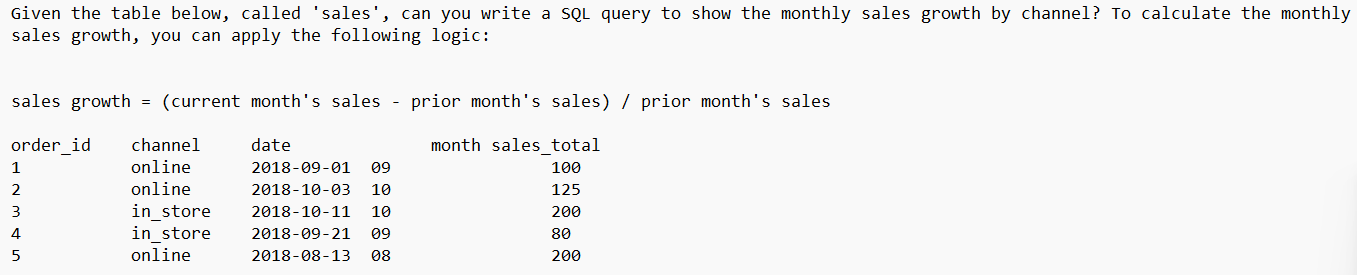 Given the table below, called 'sales', can you write a SQL query to show the monthly sales growth by channel? To calculate the monthly
sales growth, you can apply the following logic:
sales growth = (current month's sales - prior month's sales) / prior month's sales
order_id channel date month sales_total
1 online 2018-09-01 09 100
2 online 2018-10-03 10 125
3 in_store 2018-10-11 10 200
4 in_store 2018-09-21 09 80
5 online 2018-08-13 08 200